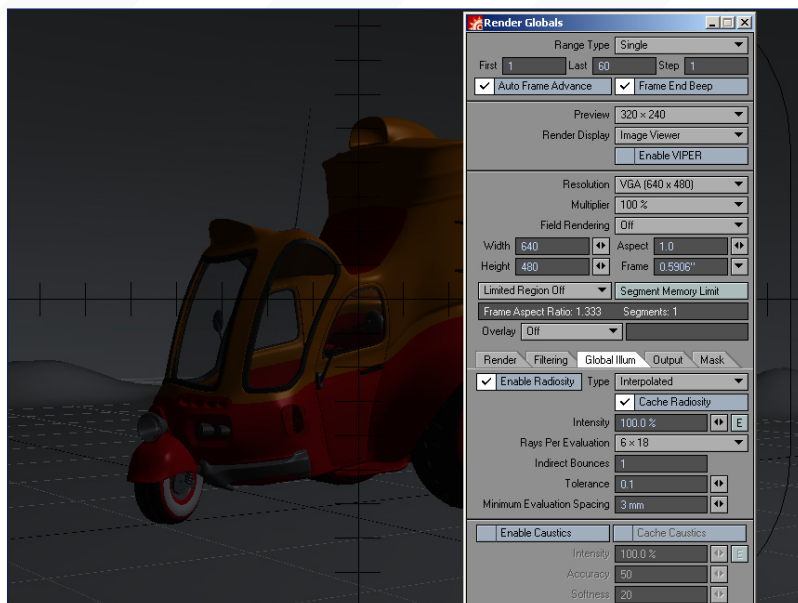 Render Globals
Range Type Single
First 1 Last 60 Step 1
Auto Frame Advance Frame End Beep
Preview 320 × 240
Render Display Image Viewer
Enable VIPER
Resolution VGA (640 x 480)
Multiplier 100 %
Field Rendering Off
Width 640 Aspect 1.0
Height 480 Frame 0.5906"
Limited Region Off Segment Memory Limit
Frame Aspect Ratio: 1.333 Segments: 1
Overlay Off
Render Filtering Global Illum Output Mask
Enable Radiosity Type Interpolated
Cache Radiosity
Intensity 100.0 % E
Rays Per Evaluation 6 × 18
Indirect Bounces 1
Tolerance 0.1
Minimum Evaluation Spacing 3 mm
Enable Caustics Cache Caustics
Intensity 100.0 % E
Accuracy 50
Softness 20